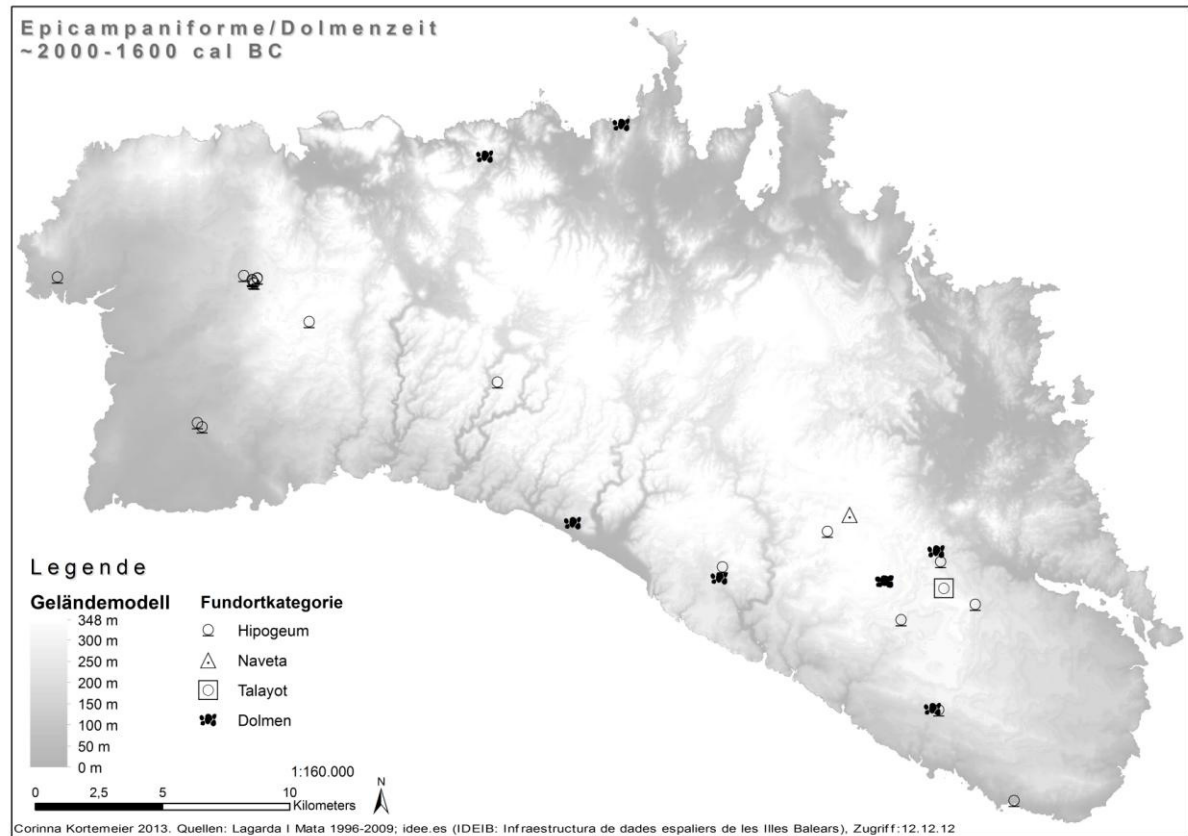 Epicampaniforme/Dolmenzeit
~2000-1600 cal BC
Legende
Geländemodell
348 m
300 m
250 m
200 m
150 m
100 m
50 m
0 m
Fundortkategorie
Hipogeum
Naveta
Talayot
Dolmen
1:160.000
0 2,5 5 10
Kilometers
N
Corinna Kortemeier 2013. Quellen: Lagarda I Mata 1996-2009; idee.es (IDEIB: Infraestructura de dades espaliers de les Illes Balears), Zugriff:12.12.12